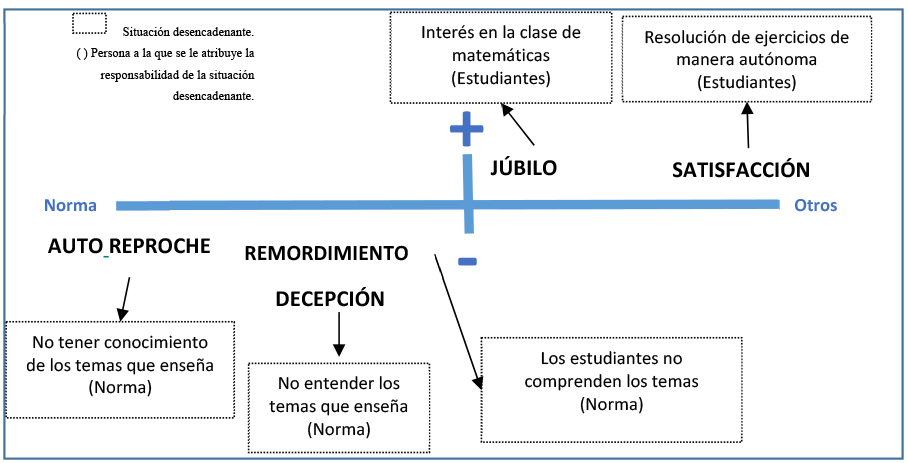 Situación desencadenante.
( ) Persona a la que se le atribuye la
responsabilidad de la situación
desencadenante.
Interés en la clase de
matemáticas
(Estudiantes)
Resolución de ejercicios de
manera autónoma
(Estudiantes)
+
JÚBILO
SATISFACCIÓN
Norma
Otros
AUTO REPROCHE
REMORDIMIENTO
-
DECEPCIÓN
No tener conocimiento
de los temas que enseña
(Norma)
No entender los
temas que enseña
(Norma)
Los estudiantes no
comprenden los temas
(Norma)